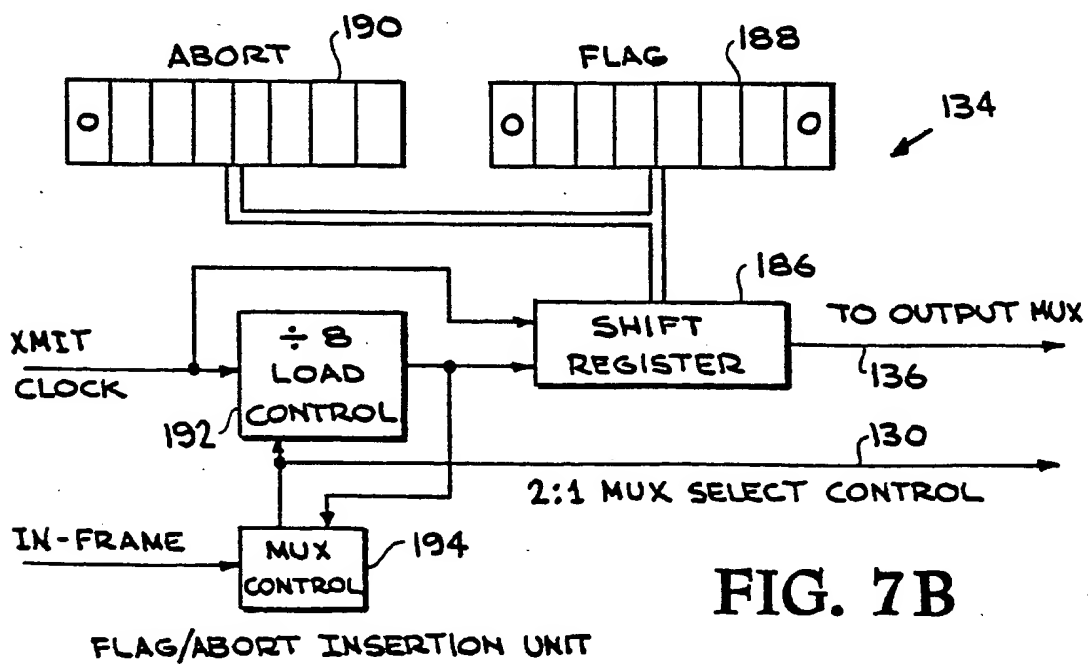 190
ABORT
188
FLAG
0
0
0
134
186
SHIFT
REGISTER
TO OUTPUT MUX
136
XMIT
CLOCK
÷ 8
LOAD
CONTROL
192
130
2:1 MUX SELECT CONTROL
IN-FRAME
MUX
CONTROL
194
FIG. 7B
FLAG/ABORT INSERTION UNIT